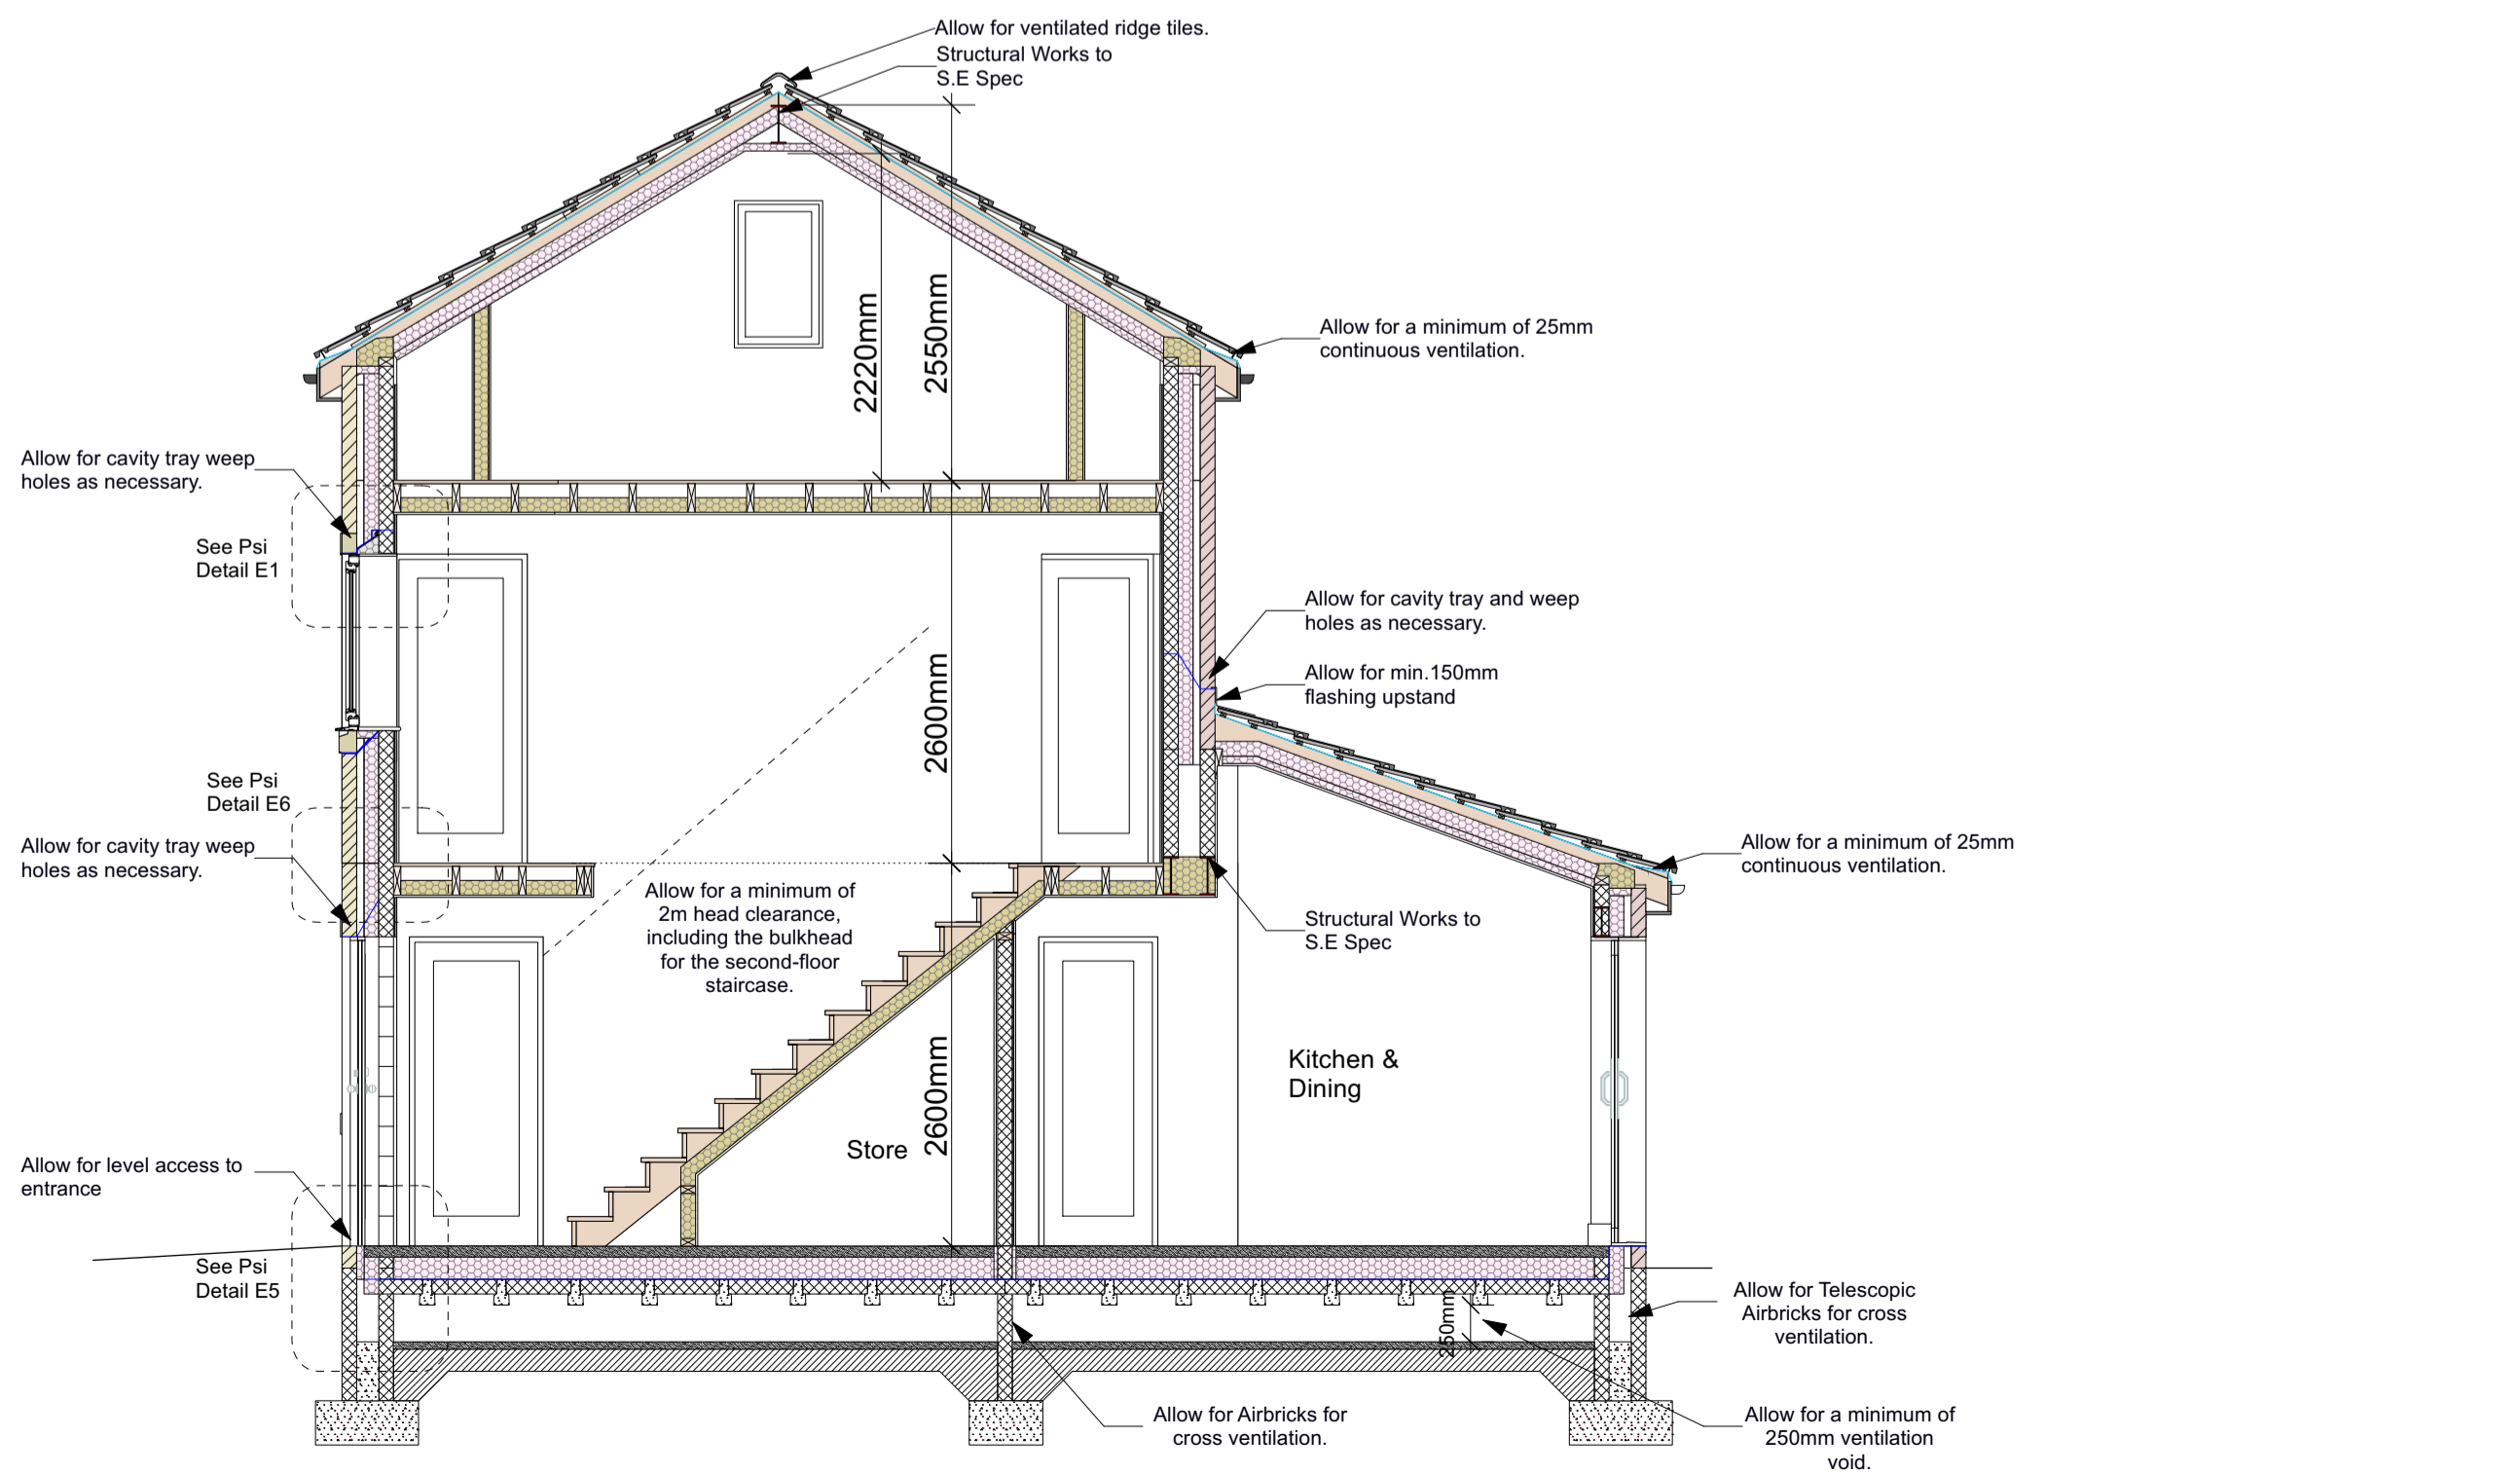 Allow for ventilated ridge tiles.
Structural Works to
S.E Spec
2220mm
2550mm
Allow for a minimum of 25mm
continuous ventilation.
Allow for cavity tray weep
holes as necessary.
See Psi
Detail E1
Allow for cavity tray and weep
holes as necessary.
Allow for min.150mm
flashing upstand
2600mm
See Psi
Detail E6
Allow for cavity tray weep
holes as necessary.
Allow for a minimum of 25mm
continuous ventilation.
Allow for a minimum of
2m head clearance,
including the bulkhead
for the second-floor
staircase.
Structural Works to
S.E Spec
Kitchen &
Dining
Store
2600mm
Allow for level access to
entrance
See Psi
Detail E5
Allow for Telescopic
Airbricks for cross
ventilation.
250mm
Allow for Airbricks for
cross ventilation.
Allow for a minimum of
250mm ventilation
void.